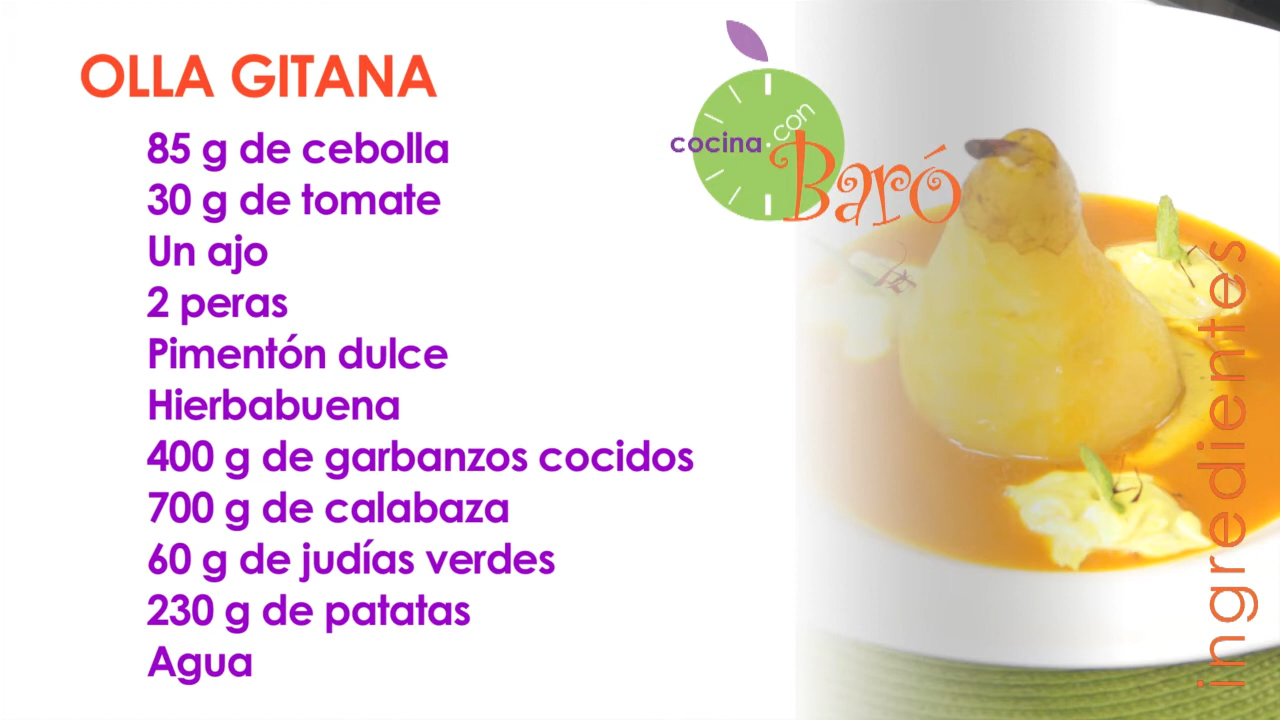 OLLA GITANA
85 g de cebolla
30 g de tomate
Un ajo
2 peras
Pimentón dulce
Hierbabuena
400 g de garbanzos cocidos
700 g de calabaza
60 g de judías verdes
230 g de patatas
Agua
cocina con
Baró
ingredientes